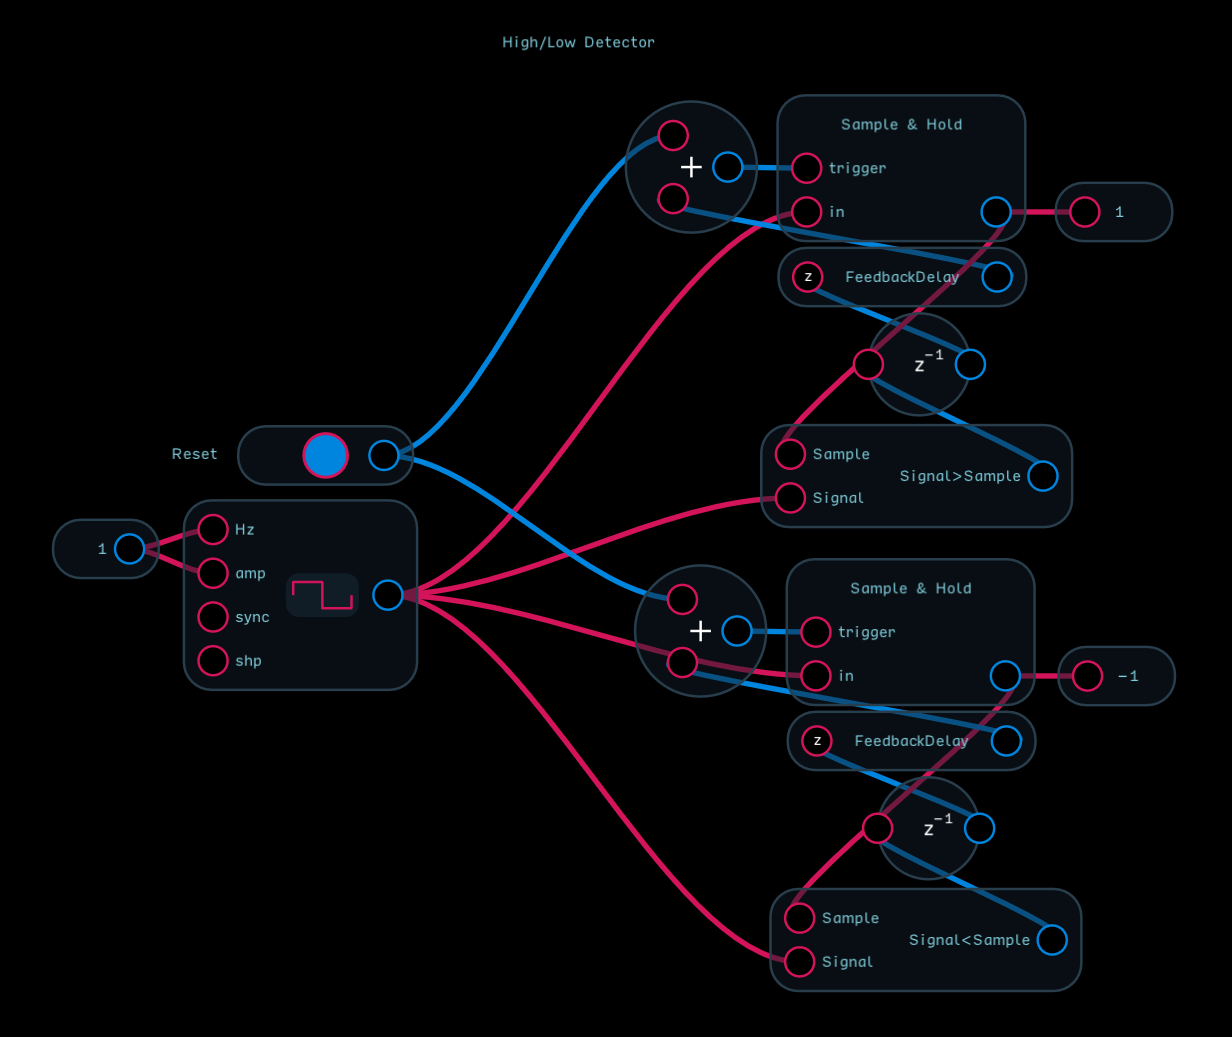 High/Low Detector
Sample & Hold
+
trigger
in
1
z
FeedbackDelay
z⁻¹
Reset
Sample
Signal>Sample
Signal
1
Hz
amp
sync
shp
Sample & Hold
+
trigger
in
-1
z
FeedbackDelay
z⁻¹
Sample
Signal<Sample
Signal